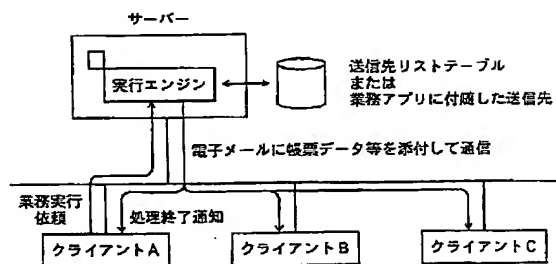 サーバー
実行エンジン
送信先リストテーブル
または
業務アプリに付随した送信先
電子メールに帳票データ等を添付して通信
業務実行
依頼
処理終了通知
クライアントA
クライアントB
クライアントC